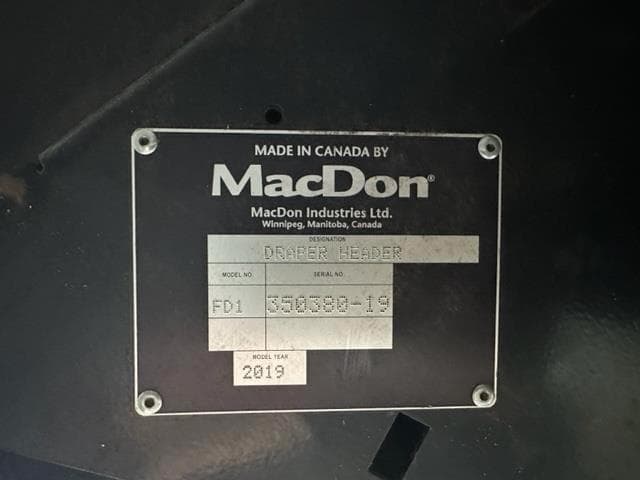 MADE IN CANADA BY
MacDon®
MacDon Industries Ltd.
Winnipeg, Manitoba, Canada
DESIGNATION
DRAPER HEADER
MODEL NO. SERIAL NO.
FD1 350380-19
MODEL YEAR
2019